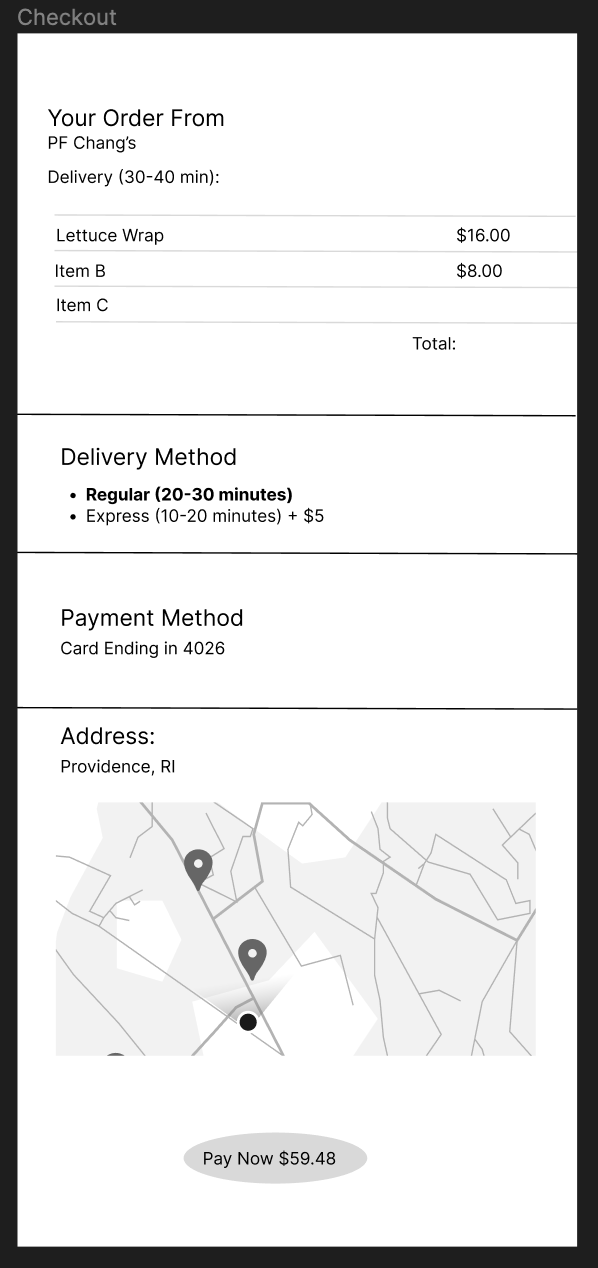 Checkout
Your Order From
PF Chang’s
Delivery (30-40 min):
Lettuce Wrap $16.00
Item B $8.00
Item C
Total:
Delivery Method
• Regular (20-30 minutes)
• Express (10-20 minutes) + $5
Payment Method
Card Ending in 4026
Address:
Providence, RI
Pay Now $59.48